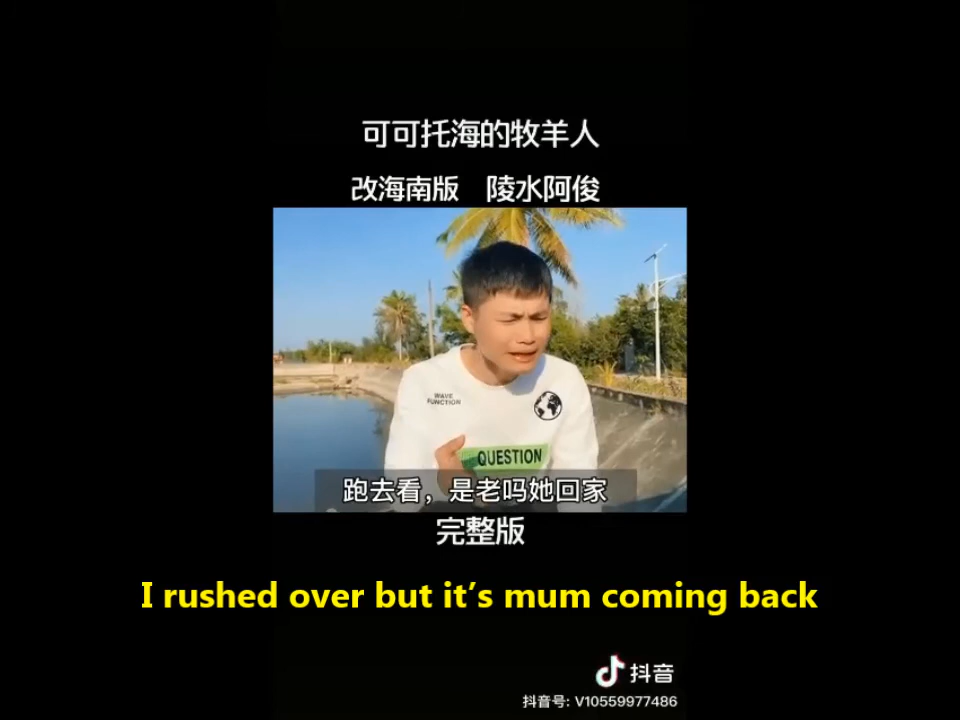 可可托海的牧羊人
改海南版 陵水阿俊
WAVE
FUNCTION
QUESTION
跑去看，是老吗她回家
完整版
I rushed over but it’s mum coming back
抖音
抖音号: V10559977486